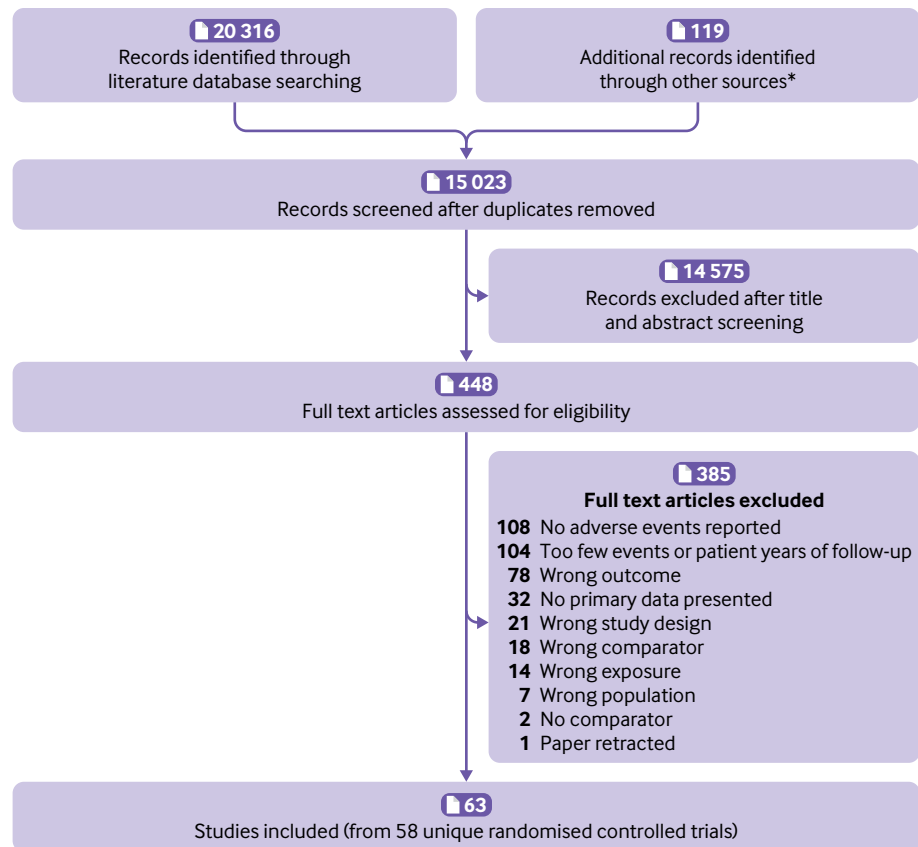 20 316
Records identified through
literature database searching
119
Additional records identified
through other sources*
15 023
Records screened after duplicates removed
14 575
Records excluded after title
and abstract screening
448
Full text articles assessed for eligibility
385
Full text articles excluded
108 No adverse events reported
104 Too few events or patient years of follow-up
78 Wrong outcome
32 No primary data presented
21 Wrong study design
18 Wrong comparator
14 Wrong exposure
7 Wrong population
2 No comparator
1 Paper retracted
63
Studies included (from 58 unique randomised controlled trials)